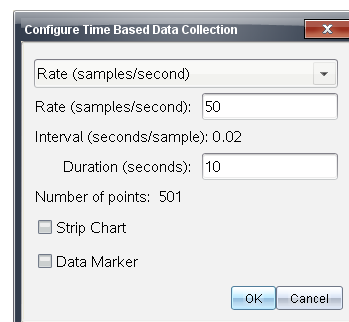 Configure Time Based Data Collection
Rate (samples/second)
Rate (samples/second): 50
Interval (seconds/sample): 0.02
Duration (seconds): 10
Number of points: 501
Strip Chart
Data Marker
OK Cancel